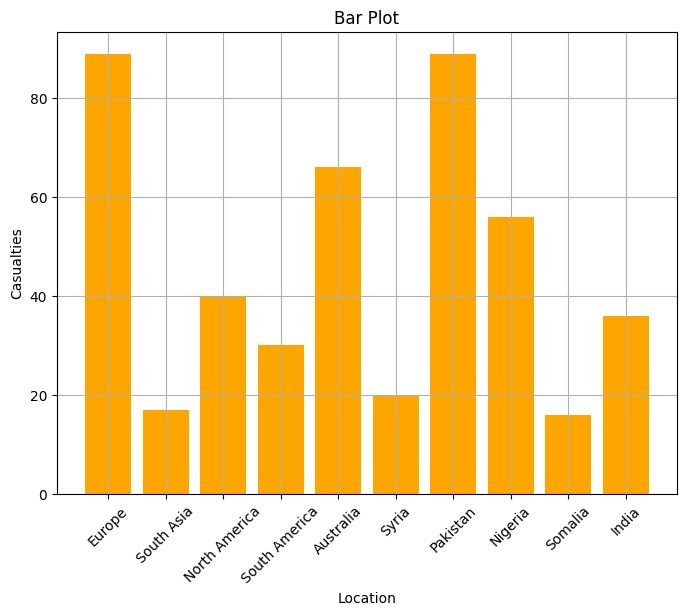 Bar Plot
Casualties
80
60
40
20
0
Europe
South Asia
North America
South America
Australia
Syria
Pakistan
Nigeria
Somalia
India
Location